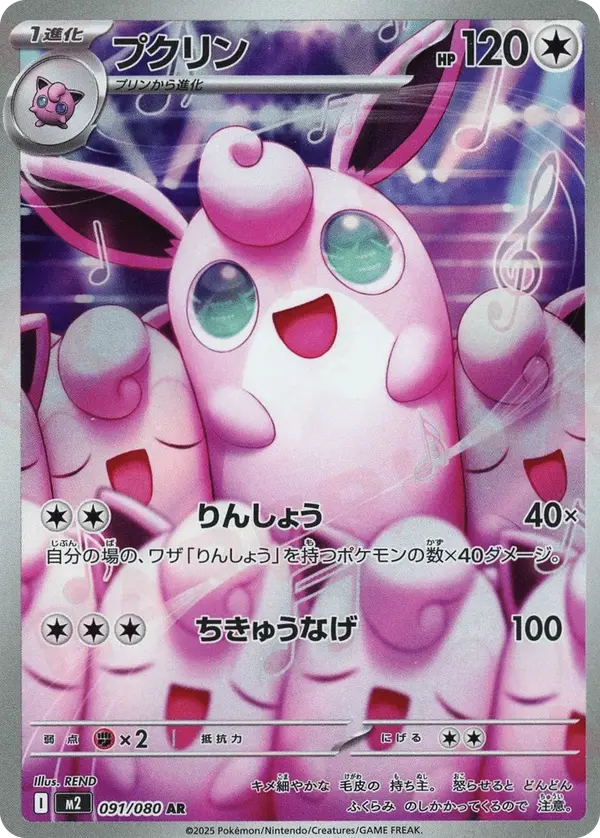 1進化
プクリン
HP 120
プリンから進化
りんしょう 40×
自分の場の、ワザ「りんしょう」を持つポケモンの数×40ダメージ。
ちきゅうなげ 100
弱点 ×2 抵抗力 にげる
Illus. REND
キメ細やかな 毛皮の 持ち主。 怒らせると どんどん
ふくらみ のしかかってくるので 注意。
I m2 091/080 AR
©2025 Pokémon/Nintendo/Creatures/GAME FREAK.